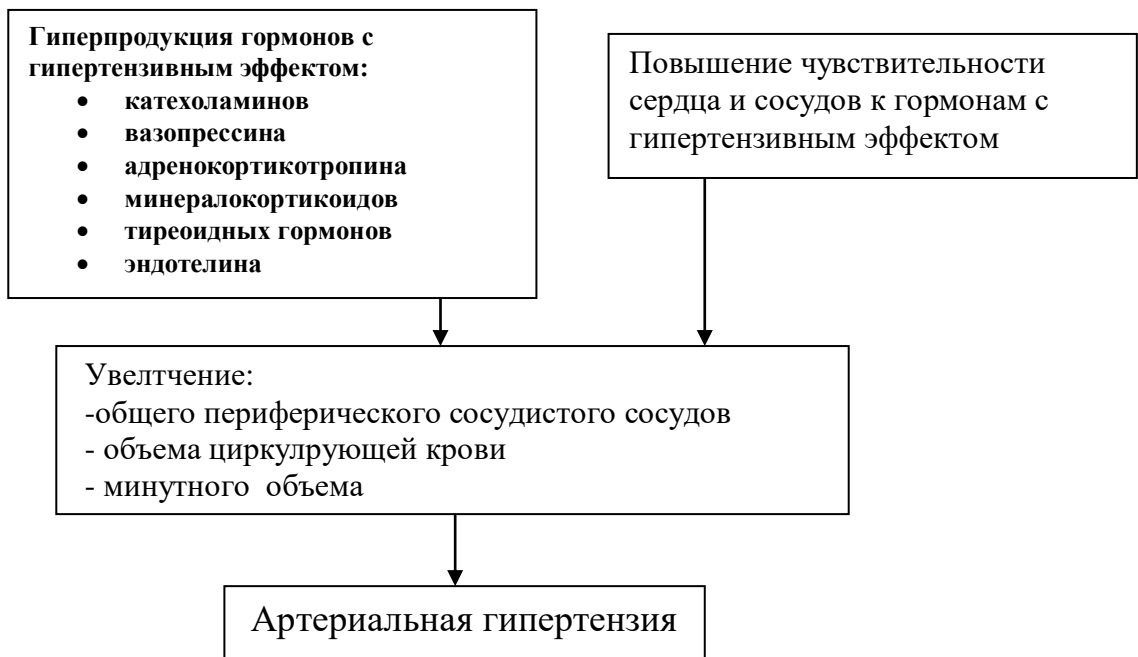 Гиперпродукция гормонов с
гипертензивным эффектом:
• катехоламинов
• вазопрессина
• адренокортикотропина
• минералокортикоидов
• тиреоидных гормонов
• эндотелина
Повышение чувствительности
сердца и сосудов к гормонам с
гипертензивным эффектом
Увелтчение:
-общего периферического сосудистого сосудов
- объема циркулрующей крови
- минутного объема
Артериальная гипертензия